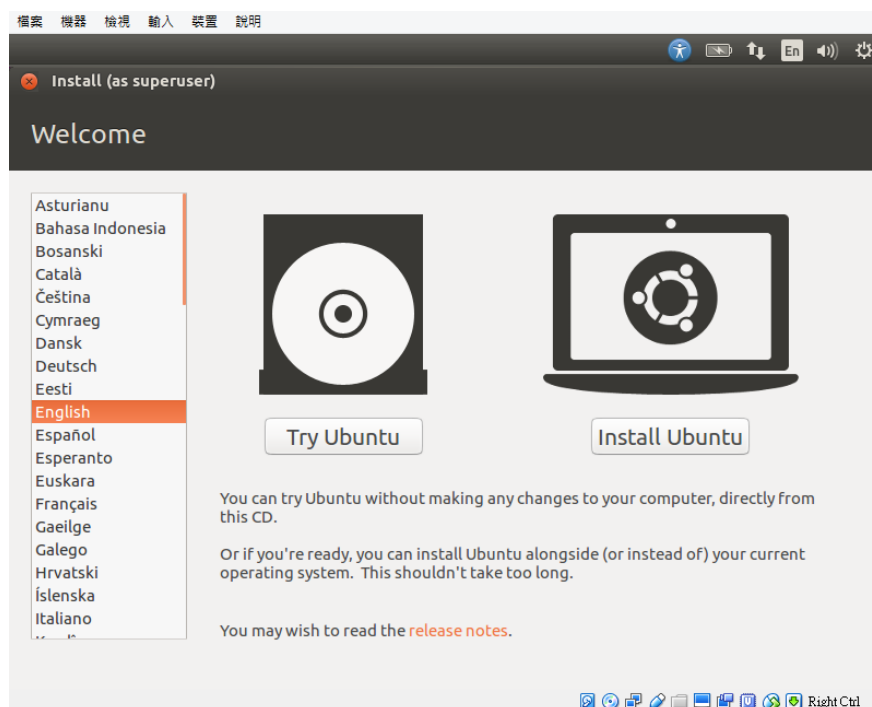 檔案 機器 檢視 輸入 裝置 說明
En
Install (as superuser)
Welcome
Asturianu
Bahasa Indonesia
Bosanski
Català
Čeština
Cymraeg
Dansk
Deutsch
Eesti
English
Español
Esperanto
Euskara
Français
Gaeilge
Galego
Hrvatski
Íslenska
Italiano
Try Ubuntu
Install Ubuntu
You can try Ubuntu without making any changes to your computer, directly from
this CD.
Or if you're ready, you can install Ubuntu alongside (or instead of) your current
operating system. This shouldn't take too long.
You may wish to read the release notes.
Right Ctrl